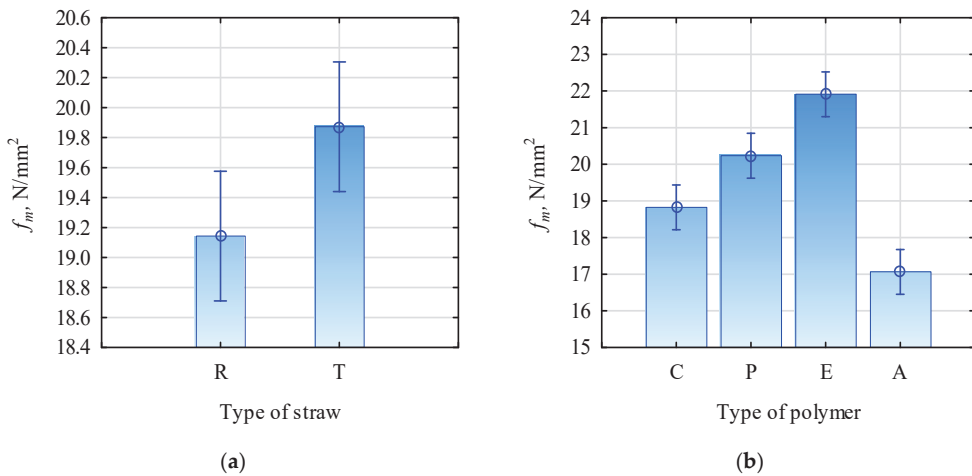 20.6
20.4
20.2
20.0
19.8
19.6
19.4
19.2
19.0
18.8
18.6
18.4
f_m, N/mm²
R T
Type of straw
(a)
24
23
22
21
20
19
18
17
16
15
f_m, N/mm²
C P E A
Type of polymer
(b)